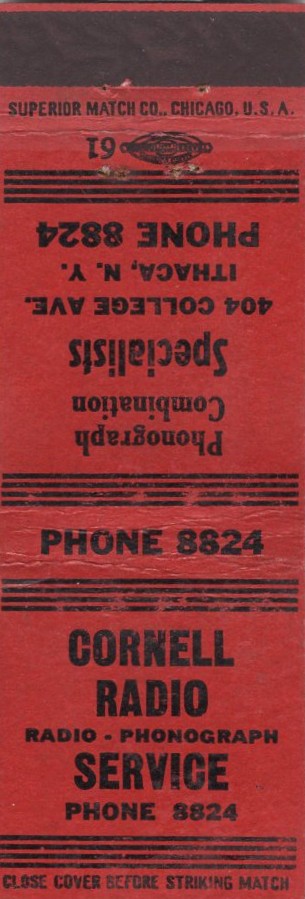 SUPERIOR MATCH CO., CHICAGO, U.S.A.
61
Phonograph
Combination
Specialists
404 COLLEGE AVE.
ITHACA, N. Y.
PHONE 8824
PHONE 8824
CORNELL
RADIO
RADIO - PHONOGRAPH
SERVICE
PHONE 8824
CLOSE COVER BEFORE STRIKING MATCH